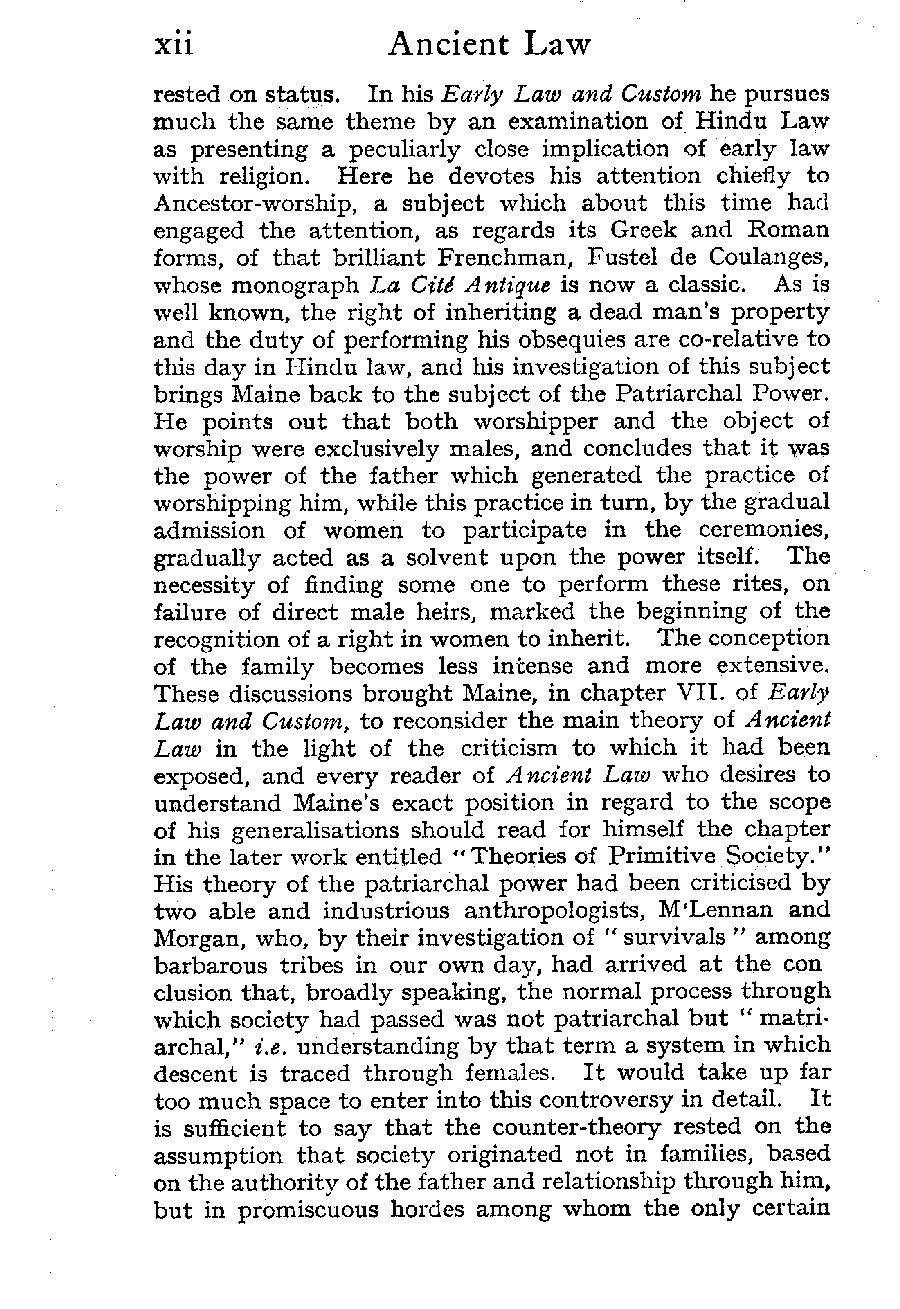 xii Ancient Law
rested on status. In his Early Law and Custom he pursues
much the same theme by an examination of Hindu Law
as presenting a peculiarly close implication of early law
with religion. Here he devotes his attention chiefly to
Ancestor-worship, a subject which about this time had
engaged the attention, as regards its Greek and Roman
forms, of that brilliant Frenchman, Fustel de Coulanges,
whose monograph La Cité Antique is now a classic. As is
well known, the right of inheriting a dead man's property
and the duty of performing his obsequies are co-relative to
this day in Hindu law, and his investigation of this subject
brings Maine back to the subject of the Patriarchal Power.
He points out that both worshipper and the object of
worship were exclusively males, and concludes that it was
the power of the father which generated the practice of
worshipping him, while this practice in turn, by the gradual
admission of women to participate in the ceremonies,
gradually acted as a solvent upon the power itself. The
necessity of finding some one to perform these rites, on
failure of direct male heirs, marked the beginning of the
recognition of a right in women to inherit. The conception
of the family becomes less intense and more extensive.
These discussions brought Maine, in chapter VII. of Early
Law and Custom, to reconsider the main theory of Ancient
Law in the light of the criticism to which it had been
exposed, and every reader of Ancient Law who desires to
understand Maine's exact position in regard to the scope
of his generalisations should read for himself the chapter
in the later work entitled "Theories of Primitive Society."
His theory of the patriarchal power had been criticised by
two able and industrious anthropologists, M'Lennan and
Morgan, who, by their investigation of "survivals" among
barbarous tribes in our own day, had arrived at the con
clusion that, broadly speaking, the normal process through
which society had passed was not patriarchal but "matri-
archal," i.e. understanding by that term a system in which
descent is traced through females. It would take up far
too much space to enter into this controversy in detail. It
is sufficient to say that the counter-theory rested on the
assumption that society originated not in families, based
on the authority of the father and relationship through him,
but in promiscuous hordes among whom the only certain